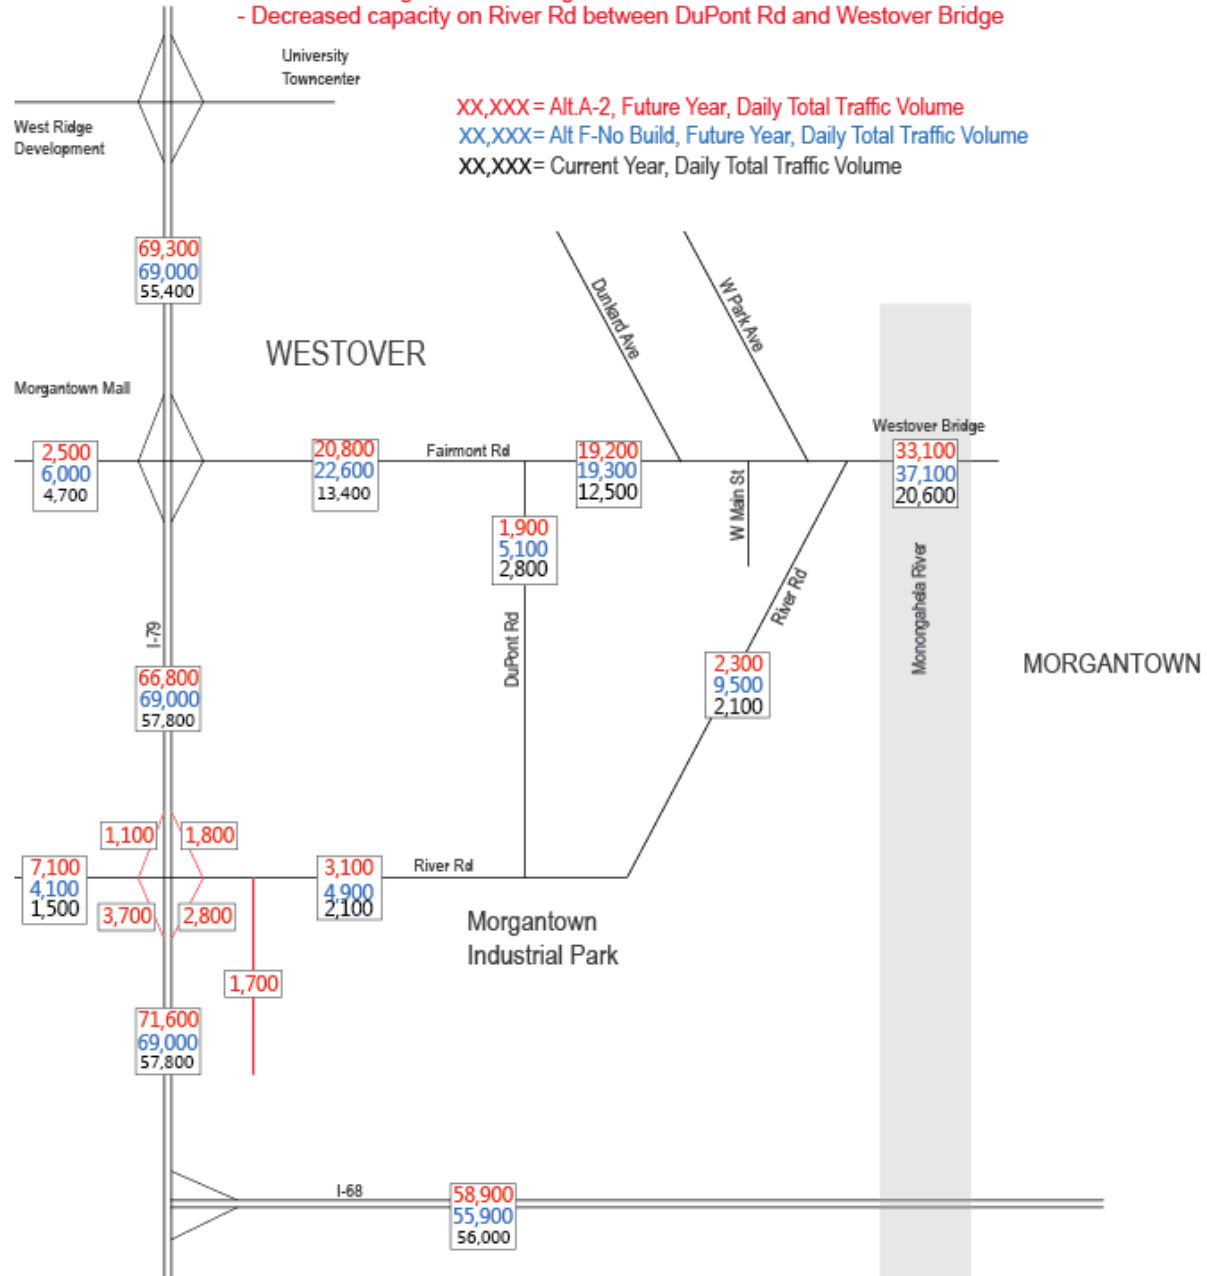 - Decreased capacity on River Rd between DuPont Rd and Westover Bridge
University
Towncenter
XX,XXX= Alt.A-2, Future Year, Daily Total Traffic Volume
XX,XXX= Alt F-No Build, Future Year, Daily Total Traffic Volume
XX,XXX= Current Year, Daily Total Traffic Volume
West Ridge
Development
69,300
69,000
55,400
Dunkard Ave
W Park Ave
WESTOVER
Morgantown Mall
2,500
6,000
4,700
20,800
22,600
13,400
Fairmont Rd
19,200
19,300
12,500
Westover Bridge
33,100
37,100
20,600
W Main St
1,900
5,100
2,800
Monongahela River
River Rd
DuPont Rd
I-79
66,800
69,000
57,800
2,300
9,500
2,100
MORGANTOWN
1,100
1,800
7,100
4,100
1,500
3,700
2,800
3,100
4,900
2,100
River Rd
Morgantown
Industrial Park
1,700
71,600
69,000
57,800
I-68
58,900
55,900
56,000